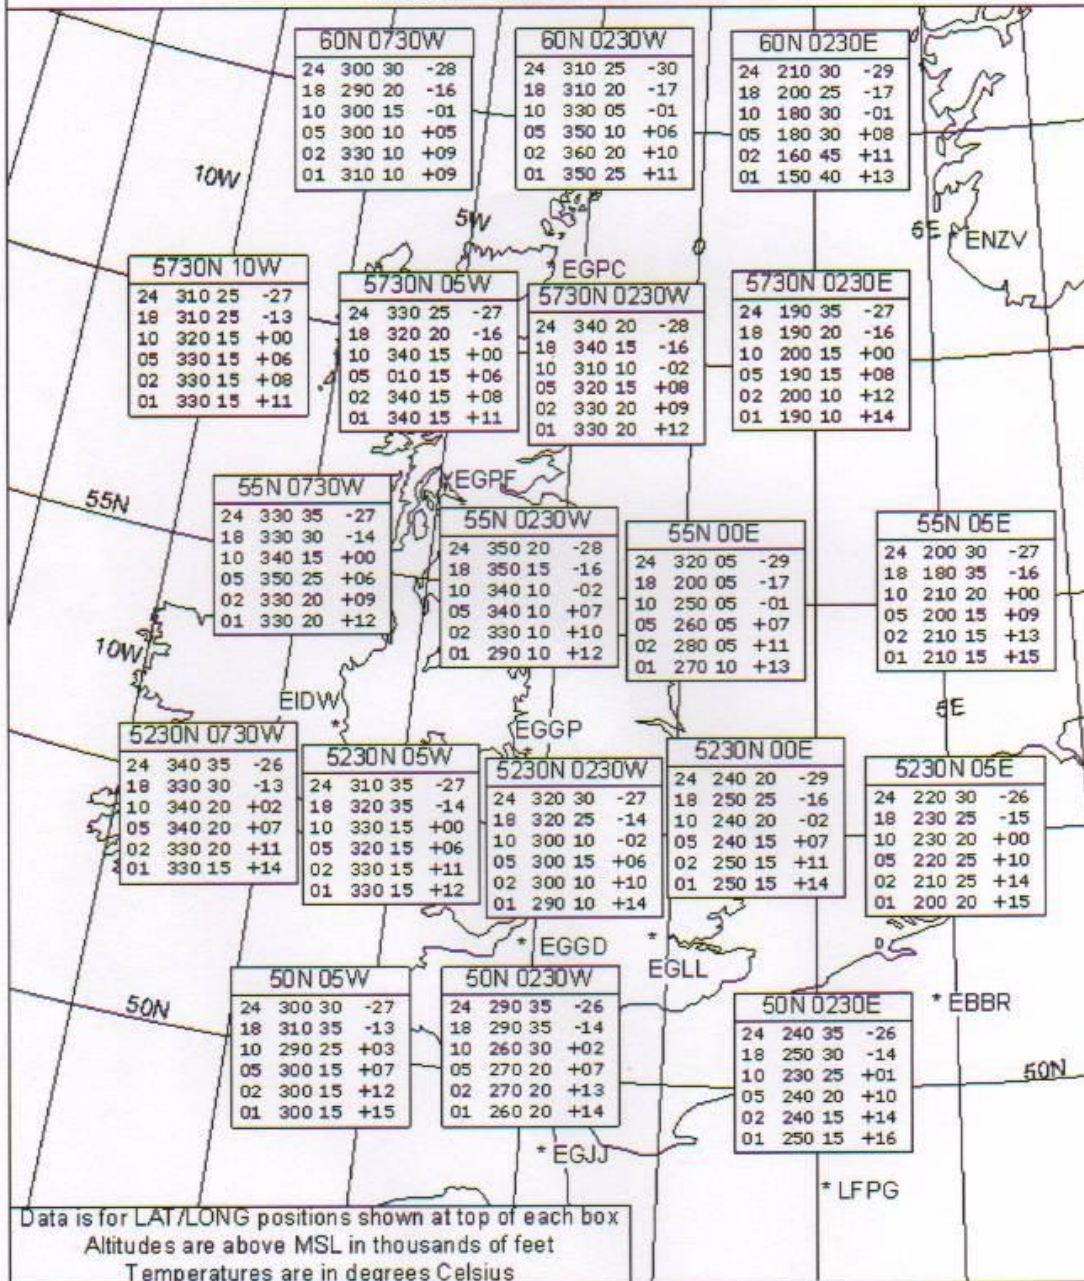 60N 0730W
24 300 30 -28
18 290 20 -16
10 300 15 -01
05 300 10 +05
02 330 10 +09
01 310 10 +09
60N 0230W
24 310 25 -30
18 310 20 -17
10 330 05 -01
05 350 10 +06
02 360 20 +10
01 350 25 +11
60N 0230E
24 210 30 -29
18 200 25 -17
10 180 30 -01
05 180 30 +08
02 160 45 +11
01 150 40 +13
10W
5W
0
5E
ENZV
EGPC
5730N 10W
24 310 25 -27
18 310 25 -13
10 320 15 +00
05 330 15 +06
02 330 15 +08
01 330 15 +11
5730N 05W
24 330 25 -27
18 320 20 -16
10 340 15 +00
05 010 15 +06
02 340 15 +08
01 340 15 +11
5730N 0230W
24 340 20 -28
18 340 15 -16
10 310 10 -02
05 320 15 +08
02 330 20 +09
01 330 20 +12
5730N 0230E
24 190 35 -27
18 190 20 -16
10 200 15 +00
05 190 15 +08
02 200 10 +12
01 190 10 +14
55N
EGPF
55N 0730W
24 330 35 -27
18 330 30 -14
10 340 15 +00
05 350 25 +06
02 330 20 +09
01 330 20 +12
55N 0230W
24 350 20 -28
18 350 15 -16
10 340 10 -02
05 340 10 +07
02 330 10 +10
01 290 10 +12
55N 00E
24 320 05 -29
18 200 05 -17
10 250 05 -01
05 260 05 +07
02 280 05 +11
01 270 10 +13
55N 05E
24 200 30 -27
18 180 35 -16
10 210 20 +00
05 200 15 +09
02 210 15 +13
01 210 15 +15
10W
EIDW
*
EGGP
*
5E
5230N 0730W
24 340 35 -26
18 330 30 -13
10 340 20 +02
05 340 20 +07
02 330 20 +11
01 330 15 +14
5230N 05W
24 310 35 -27
18 320 35 -14
10 330 15 +00
05 320 15 +06
02 330 15 +11
01 330 15 +12
5230N 0230W
24 320 30 -27
18 320 25 -14
10 300 10 -02
05 300 15 +06
02 300 10 +10
01 290 10 +14
5230N 00E
24 240 20 -29
18 250 25 -16
10 240 20 -02
05 240 15 +07
02 250 15 +11
01 250 15 +14
5230N 05E
24 220 30 -26
18 230 25 -15
10 230 20 +00
05 220 25 +10
02 210 25 +14
01 200 20 +15
* EGGD
*
EGLL
* EBBR
50N
50N 05W
24 300 30 -27
18 310 35 -13
10 290 25 +03
05 300 15 +07
02 300 15 +12
01 300 15 +15
50N 0230W
24 290 35 -26
18 290 35 -14
10 260 30 +02
05 270 20 +07
02 270 20 +13
01 260 20 +14
50N 0230E
24 240 35 -26
18 250 30 -14
10 230 25 +01
05 240 20 +10
02 240 15 +14
01 250 15 +16
50N
* EGJJ
* LFPG
Data is for LAT/LONG positions shown at top of each box
Altitudes are above MSL in thousands of feet
Temperatures are in degrees Celsius